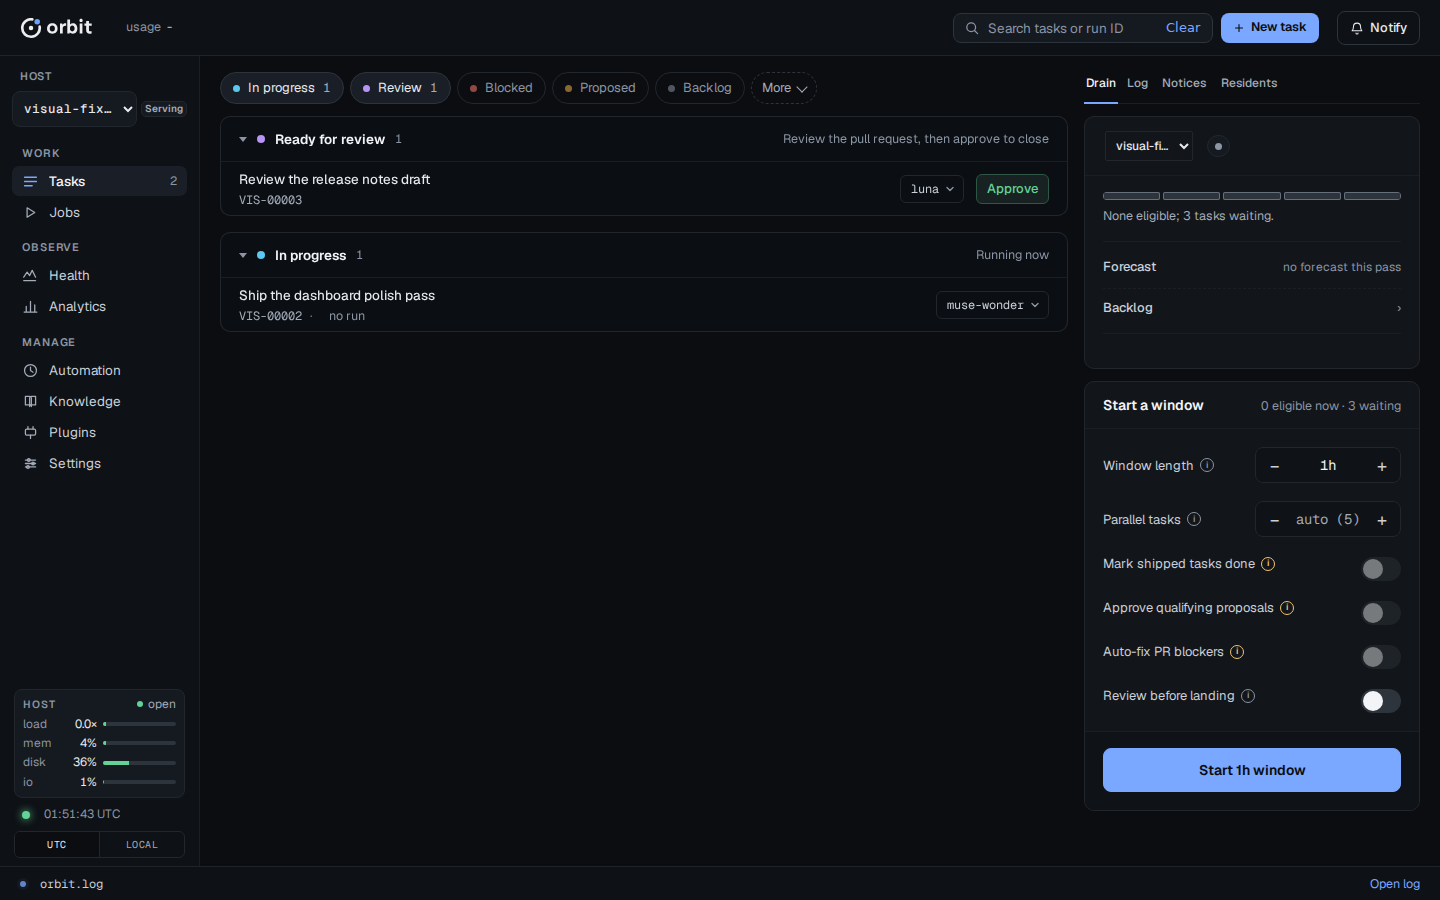 orbit
usage –
Search tasks or run ID
Clear
+ New task
Notify
HOST
visual-fix…
Serving
WORK
Tasks 2
Jobs
OBSERVE
Health
Analytics
MANAGE
Automation
Knowledge
Plugins
Settings
HOST open
load 0.0×
mem 4%
disk 36%
io 1%
01:51:43 UTC
UTC LOCAL
In progress 1
Review 1
Blocked
Proposed
Backlog
More
Ready for review 1
Review the pull request, then approve to close
Review the release notes draft
VIS-00003
luna
Approve
In progress 1
Running now
Ship the dashboard polish pass
VIS-00002 · no run
muse-wonder
Drain Log Notices Residents
visual-fi…
None eligible; 3 tasks waiting.
Forecast no forecast this pass
Backlog ›
Start a window 0 eligible now · 3 waiting
Window length − 1h +
Parallel tasks − auto (5) +
Mark shipped tasks done
Approve qualifying proposals
Auto-fix PR blockers
Review before landing
Start 1h window
orbit.log
Open log